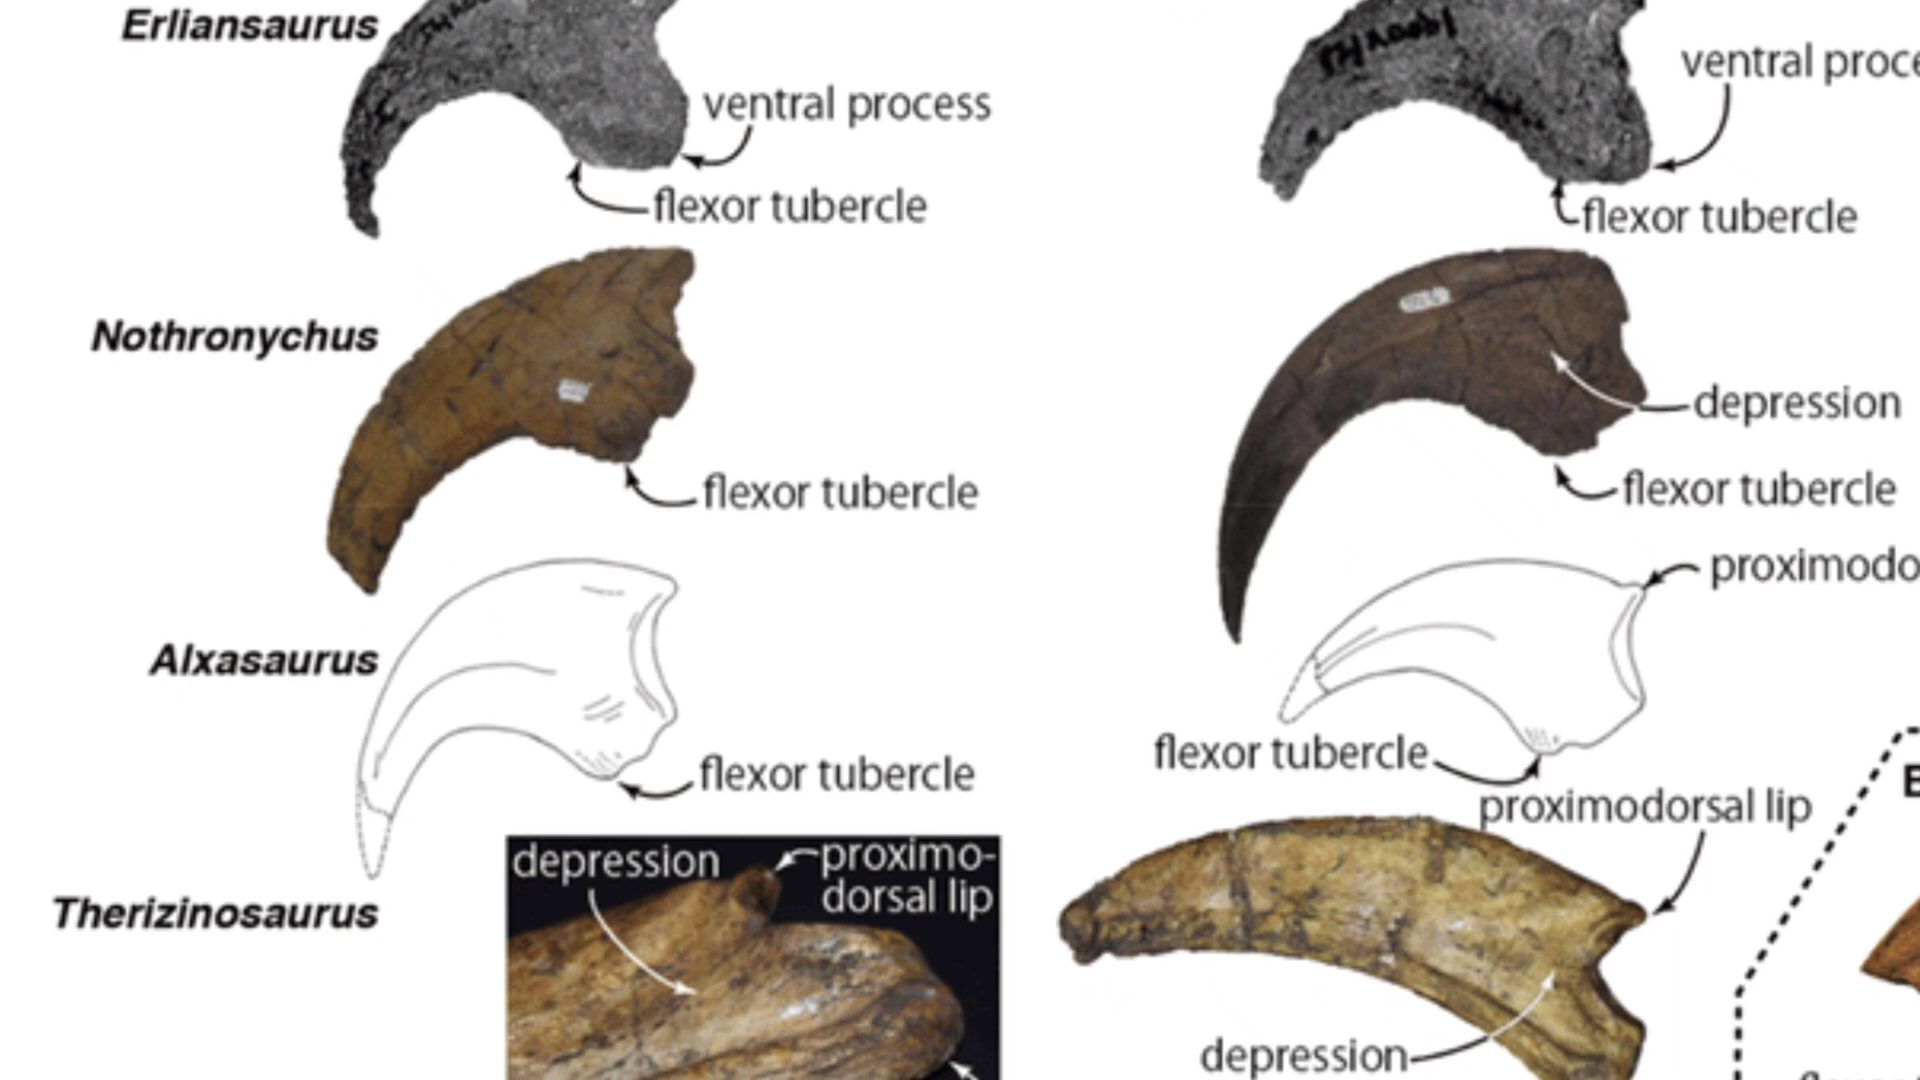 Erliansaurus
ventral process
ventral proce
flexor tubercle
flexor tubercle
Nothronychus
depression
flexor tubercle
flexor tubercle
proximodo
Alxasaurus
flexor tubercle
flexor tubercle
proximodorsal lip
depression
proximo-
dorsal lip
Therizinosaurus
depression